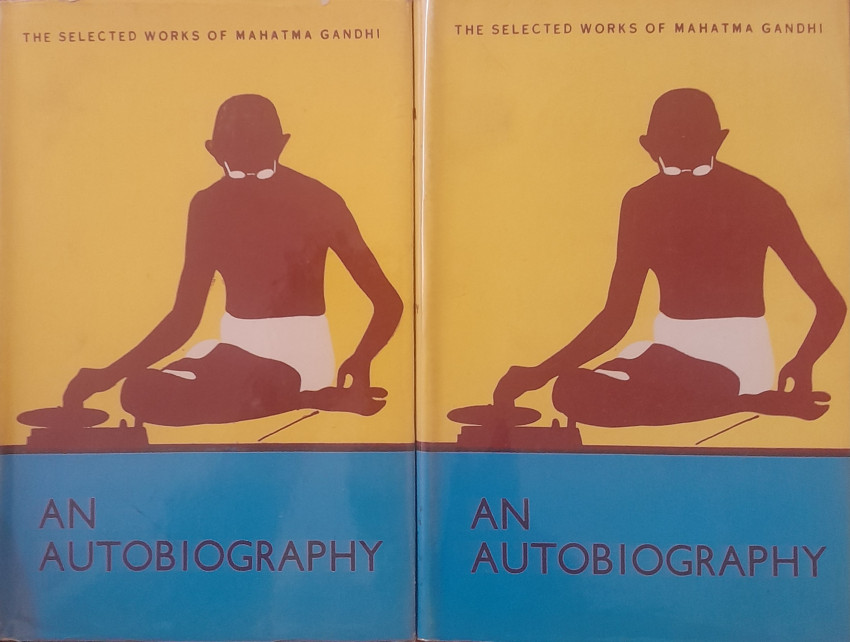 THE SELECTED WORKS OF MAHATMA GANDHI
AN
AUTOBIOGRAPHY
THE SELECTED WORKS OF MAHATMA GANDHI
AN
AUTOBIOGRAPHY